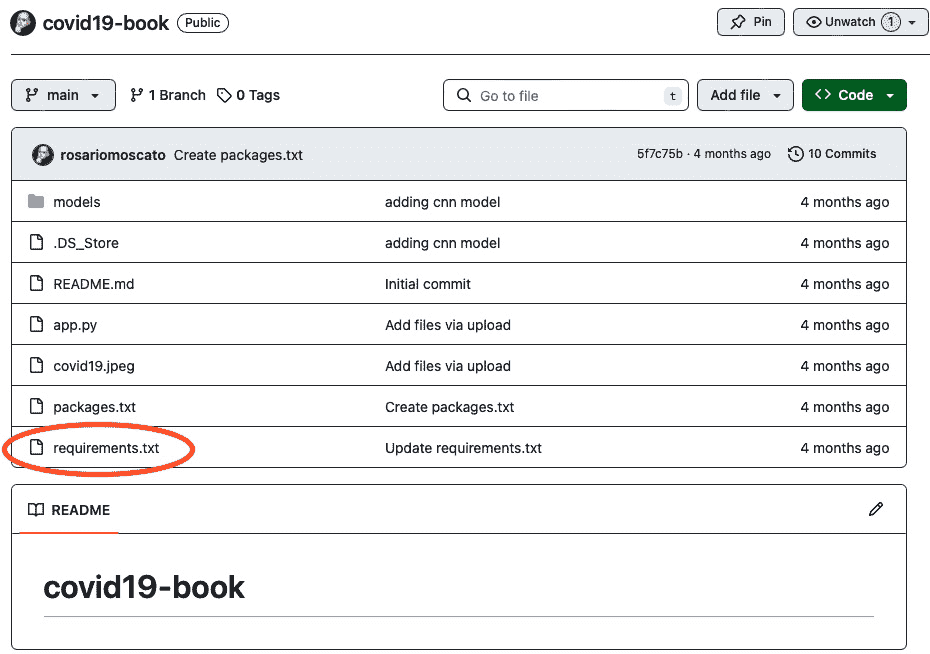 covid19-book Public Pin Unwatch 1
main 1 Branch 0 Tags Go to file t Add file Code
rosariomoscato Create packages.txt 5f7c75b · 4 months ago 10 Commits
models adding cnn model 4 months ago
.DS_Store adding cnn model 4 months ago
README.md Initial commit 4 months ago
app.py Add files via upload 4 months ago
covid19.jpeg Add files via upload 4 months ago
packages.txt Create packages.txt 4 months ago
requirements.txt Update requirements.txt 4 months ago
README
covid19-book